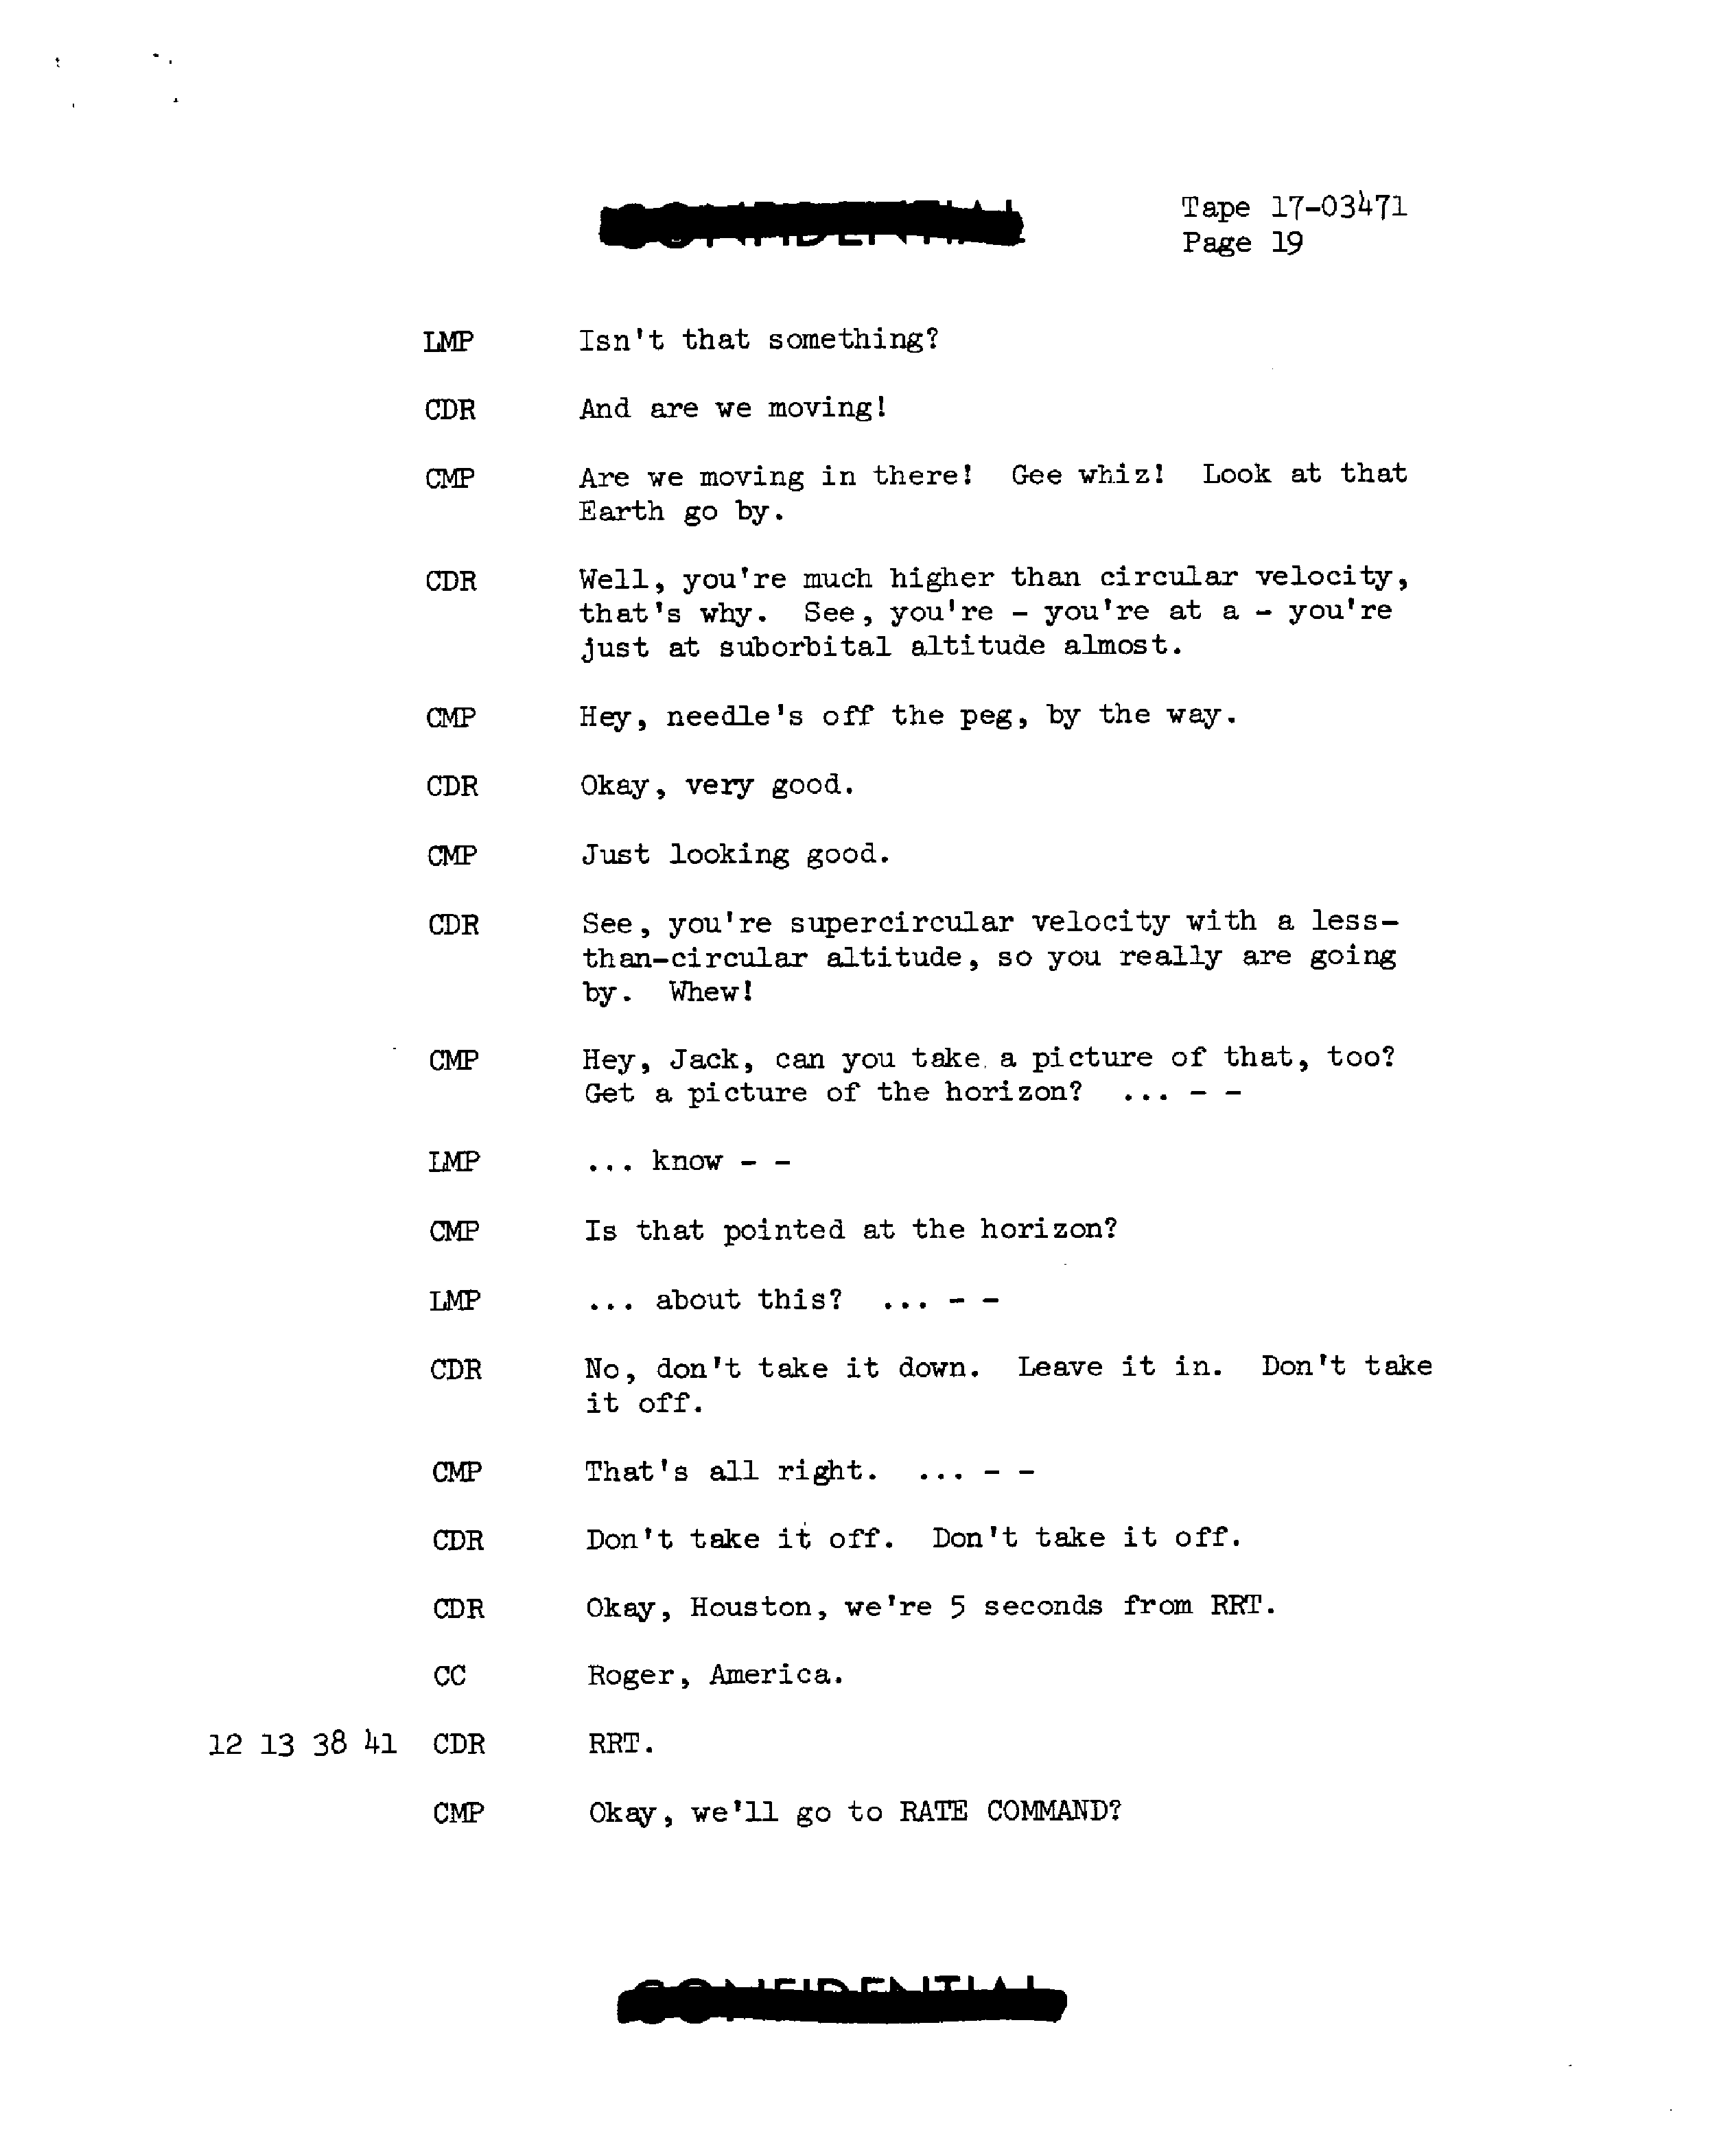 CONFIDENTIAL
Tape 17-03471
Page 19
LMP Isn't that something?
CDR And are we moving!
CMP Are we moving in there! Gee whiz! Look at that
Earth go by.
CDR Well, you're much higher than circular velocity,
that's why. See, you're - you're at a - you're
just at suborbital altitude almost.
CMP Hey, needle's off the peg, by the way.
CDR Okay, very good.
CMP Just looking good.
CDR See, you're supercircular velocity with a less-
than-circular altitude, so you really are going
by. Whew!
CMP Hey, Jack, can you take a picture of that, too?
Get a picture of the horizon? ... - -
LMP ... know - -
CMP Is that pointed at the horizon?
LMP ... about this? ... - -
CDR No, don't take it down. Leave it in. Don't take
it off.
CMP That's all right. ... - -
CDR Don't take it off. Don't take it off.
CDR Okay, Houston, we're 5 seconds from RRT.
CC Roger, America.
12 13 38 41 CDR RRT.
CMP Okay, we'll go to RATE COMMAND?
CONFIDENTIAL